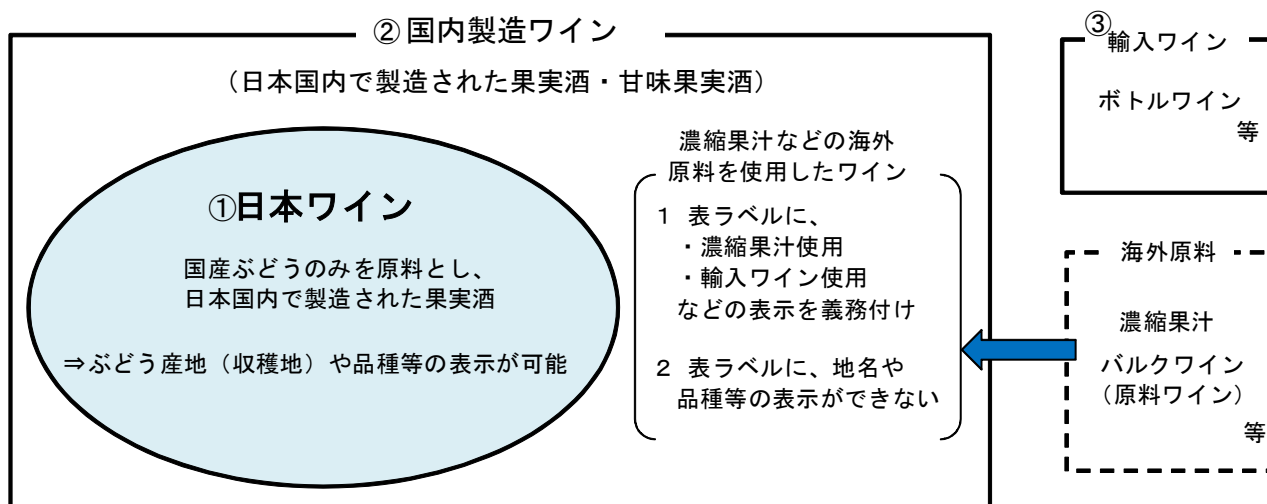 ②国内製造ワイン
（日本国内で製造された果実酒・甘味果実酒）
①日本ワイン
国産ぶどうのみを原料とし、
日本国内で製造された果実酒
⇒ぶどう産地（収穫地）や品種等の表示が可能
濃縮果汁などの海外
原料を使用したワイン
１ 表ラベルに、
・濃縮果汁使用
・輸入ワイン使用
などの表示を義務付け
２ 表ラベルに、地名や
品種等の表示ができない
③
輸入ワイン
ボトルワイン
等
海外原料
濃縮果汁
バルクワイン
（原料ワイン）
等